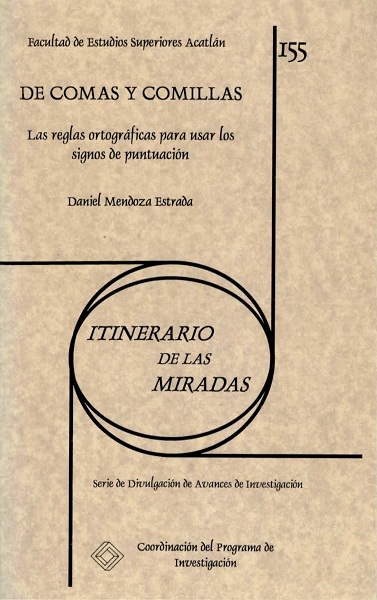 Facultad de Estudios Superiores Acatlán
155
DE COMAS Y COMILLAS
Las reglas ortográficas para usar los
signos de puntuación
Daniel Mendoza Estrada
ITINERARIO
DE LAS
MIRADAS
Serie de Divulgación de Avances de Investigación
Coordinación del Programa de
Investigación